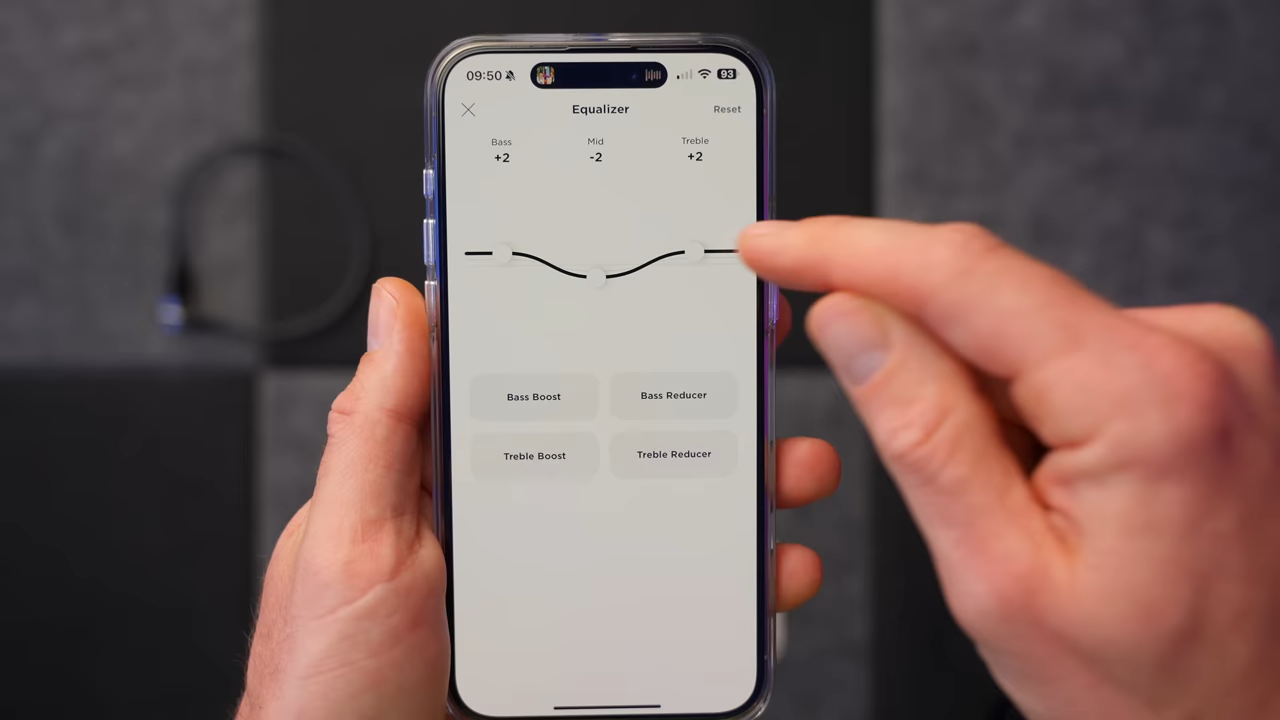 09:50 93
Equalizer Reset
Bass Mid Treble
+2 -2 +2
Bass Boost Bass Reducer
Treble Boost Treble Reducer